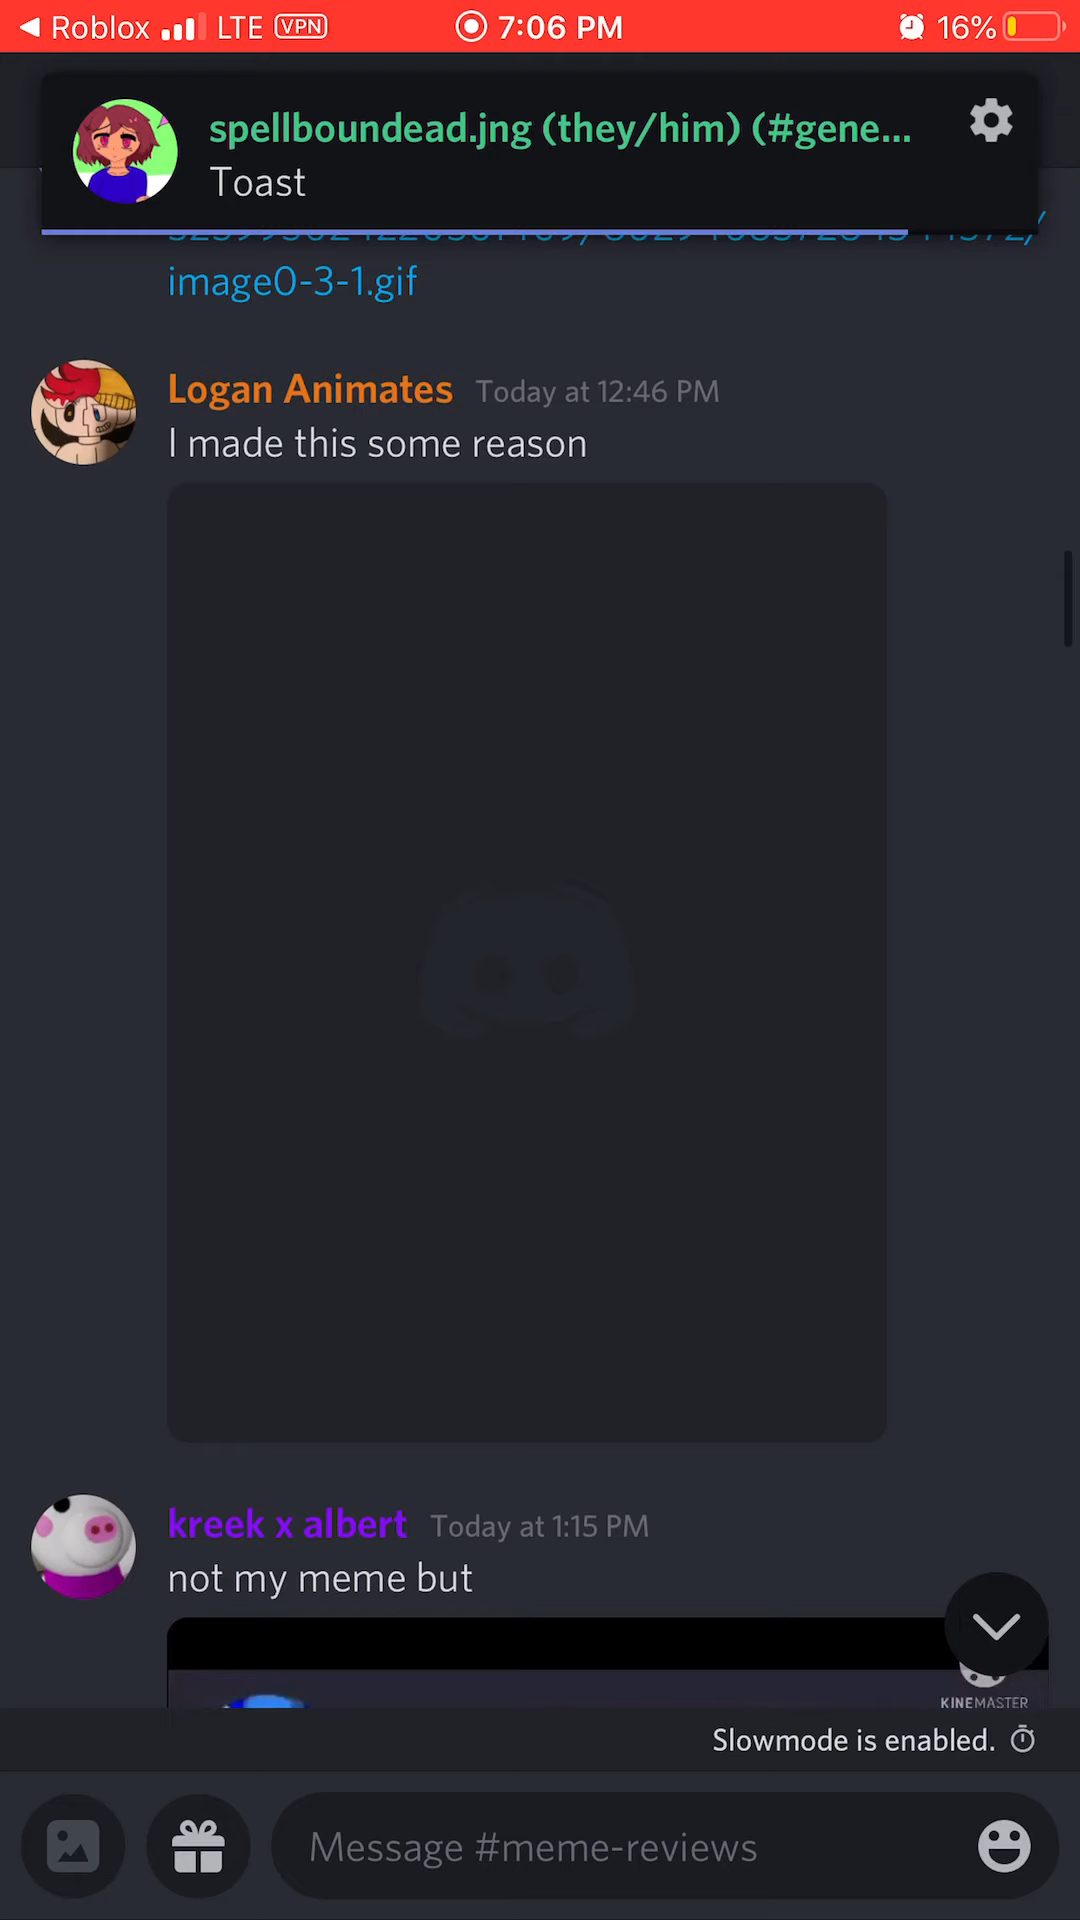 Roblox LTE VPN 7:06 PM 16%
spellboundead.jng (they/him) (#gene...
Toast
image0-3-1.gif
Logan Animates Today at 12:46 PM
I made this some reason
kreek x albert Today at 1:15 PM
not my meme but
KINEMASTER
Slowmode is enabled.
Message #meme-reviews